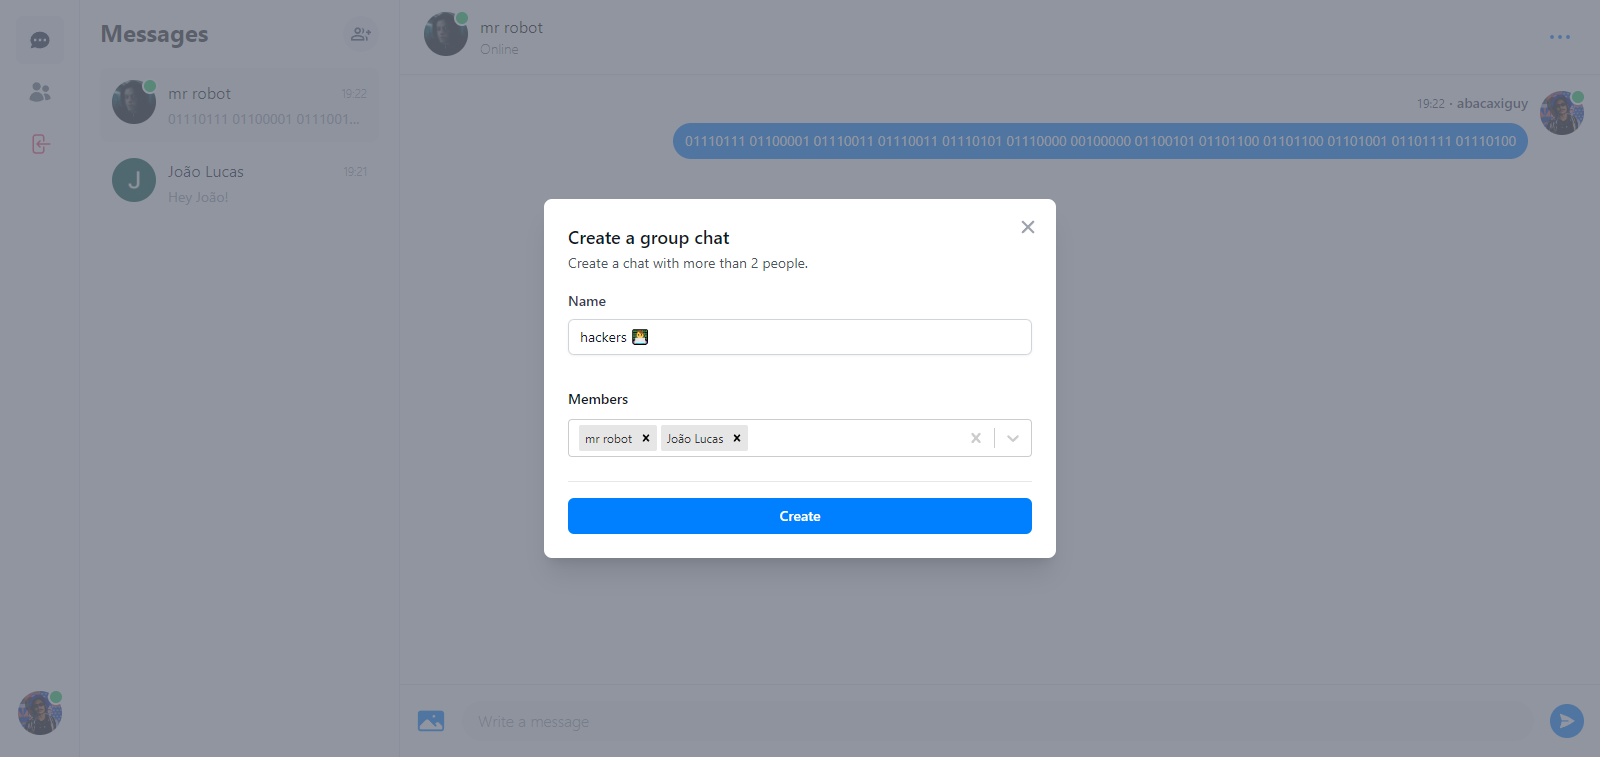 Messages
mr robot
19:22
01110111 01100001 0111001...
J
João Lucas
19:21
Hey João!
mr robot
Online
19:22 · abacaxiguy
01110111 01100001 01110011 01110011 01110101 01110000 00100000 01100101 01101100 01101100 01101001 01101111 01110100
Create a group chat
Create a chat with more than 2 people.
Name
hackers 👨‍💻
Members
mr robot
João Lucas
Create
Write a message